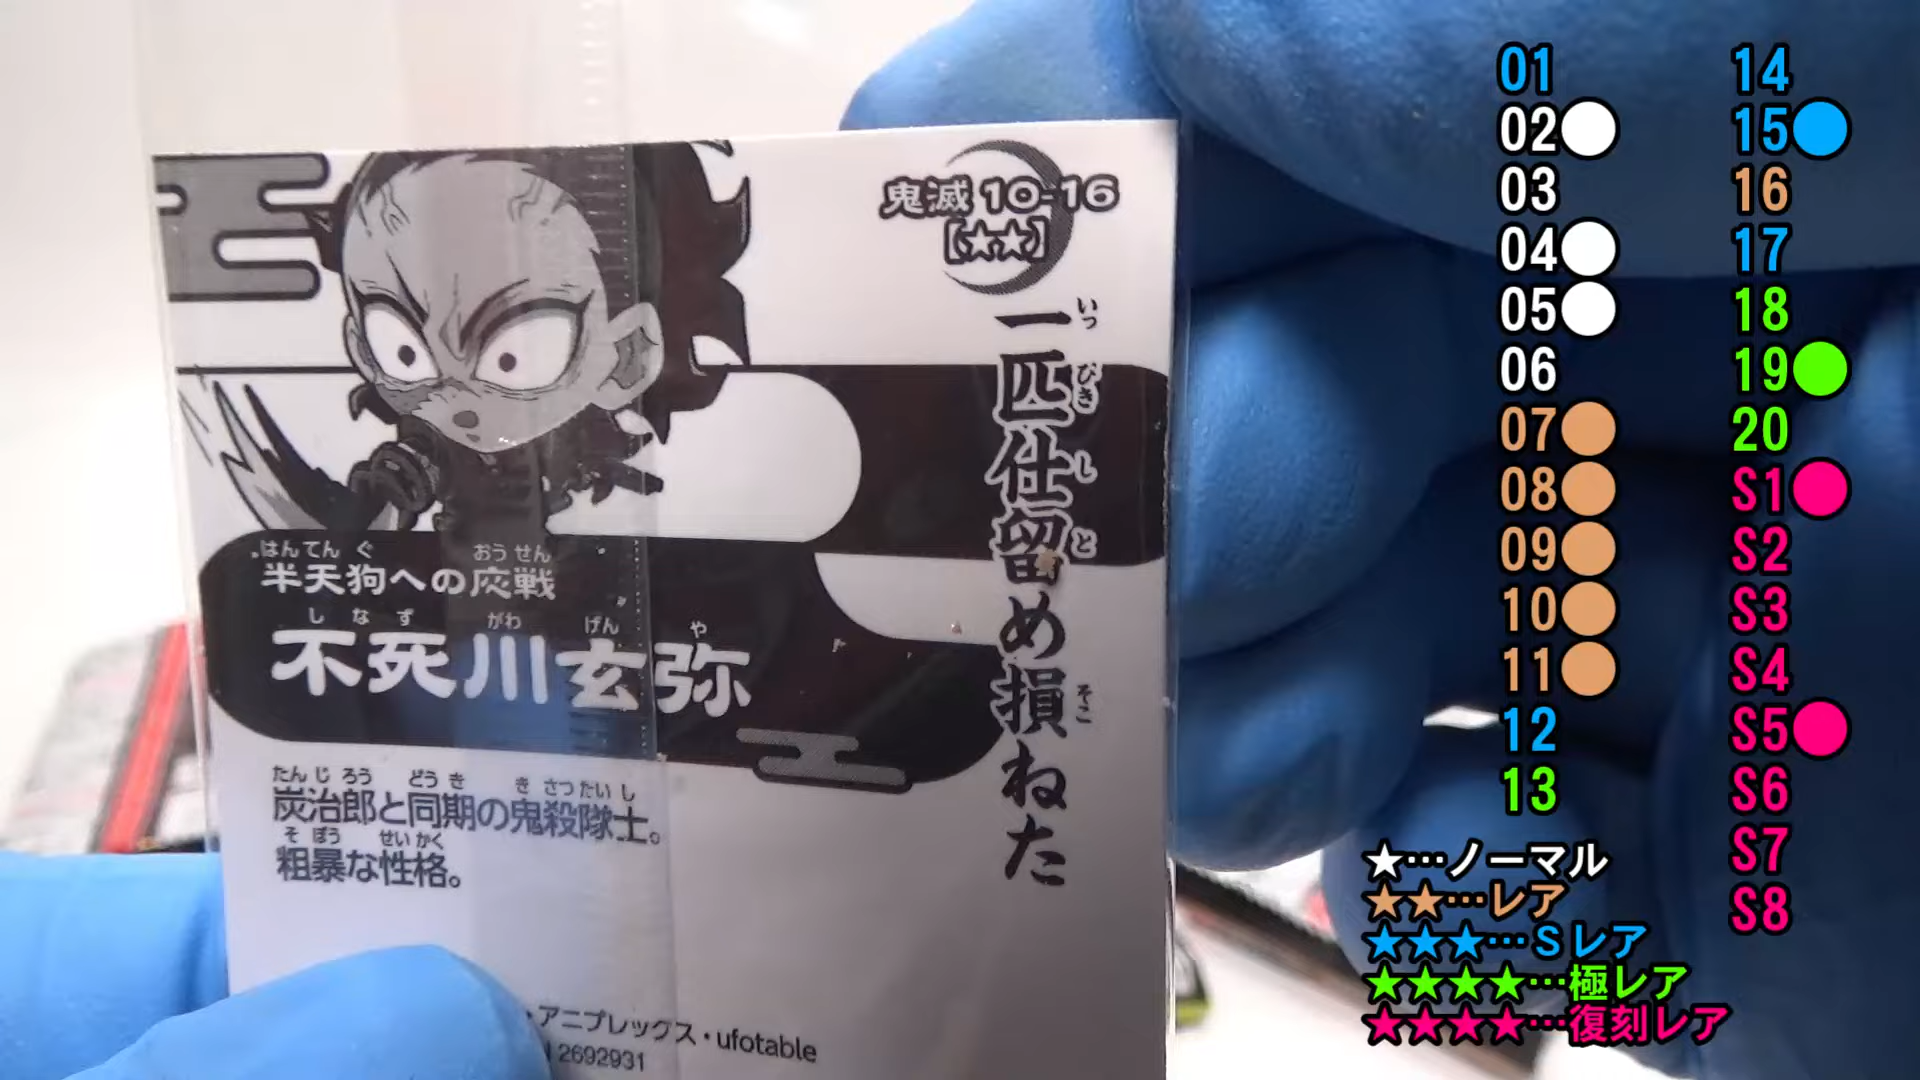 鬼滅 10-16
【★★】
一匹仕留め損ねた
いっ
ぴき
し
と
そこ
はんてんぐ
おうせん
半天狗への応戦
しなずがわげんや
不死川玄弥
たんじろう どうき きさつたいし
炭治郎と同期の鬼殺隊士。
そぼう せいかく
粗暴な性格。
・アニプレックス・ufotable
2692931
01
02
03
04
05
06
07
08
09
10
11
12
13
14
15
16
17
18
19
20
S1
S2
S3
S4
S5
S6
S7
S8
★…ノーマル
★★…レア
★★★…Sレア
★★★★…極レア
★★★★…復刻レア